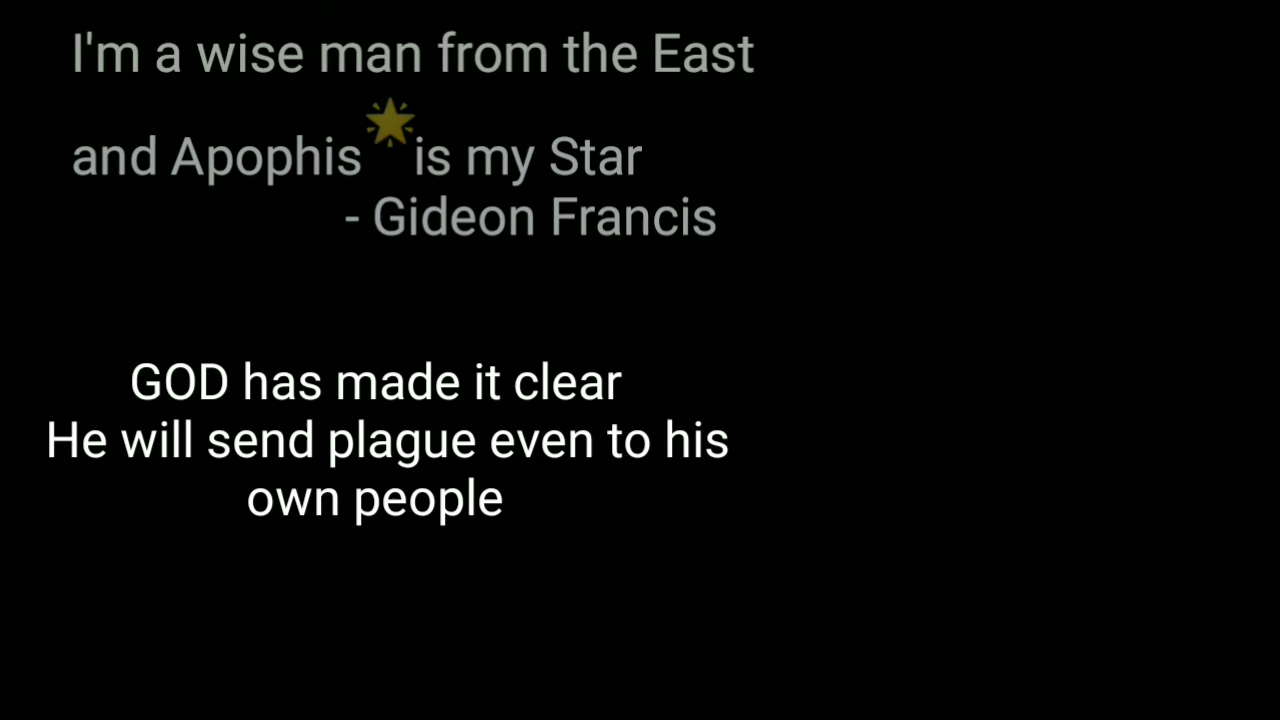 I'm a wise man from the East
and Apophis🌟is my Star
- Gideon Francis
GOD has made it clear
He will send plague even to his
own people